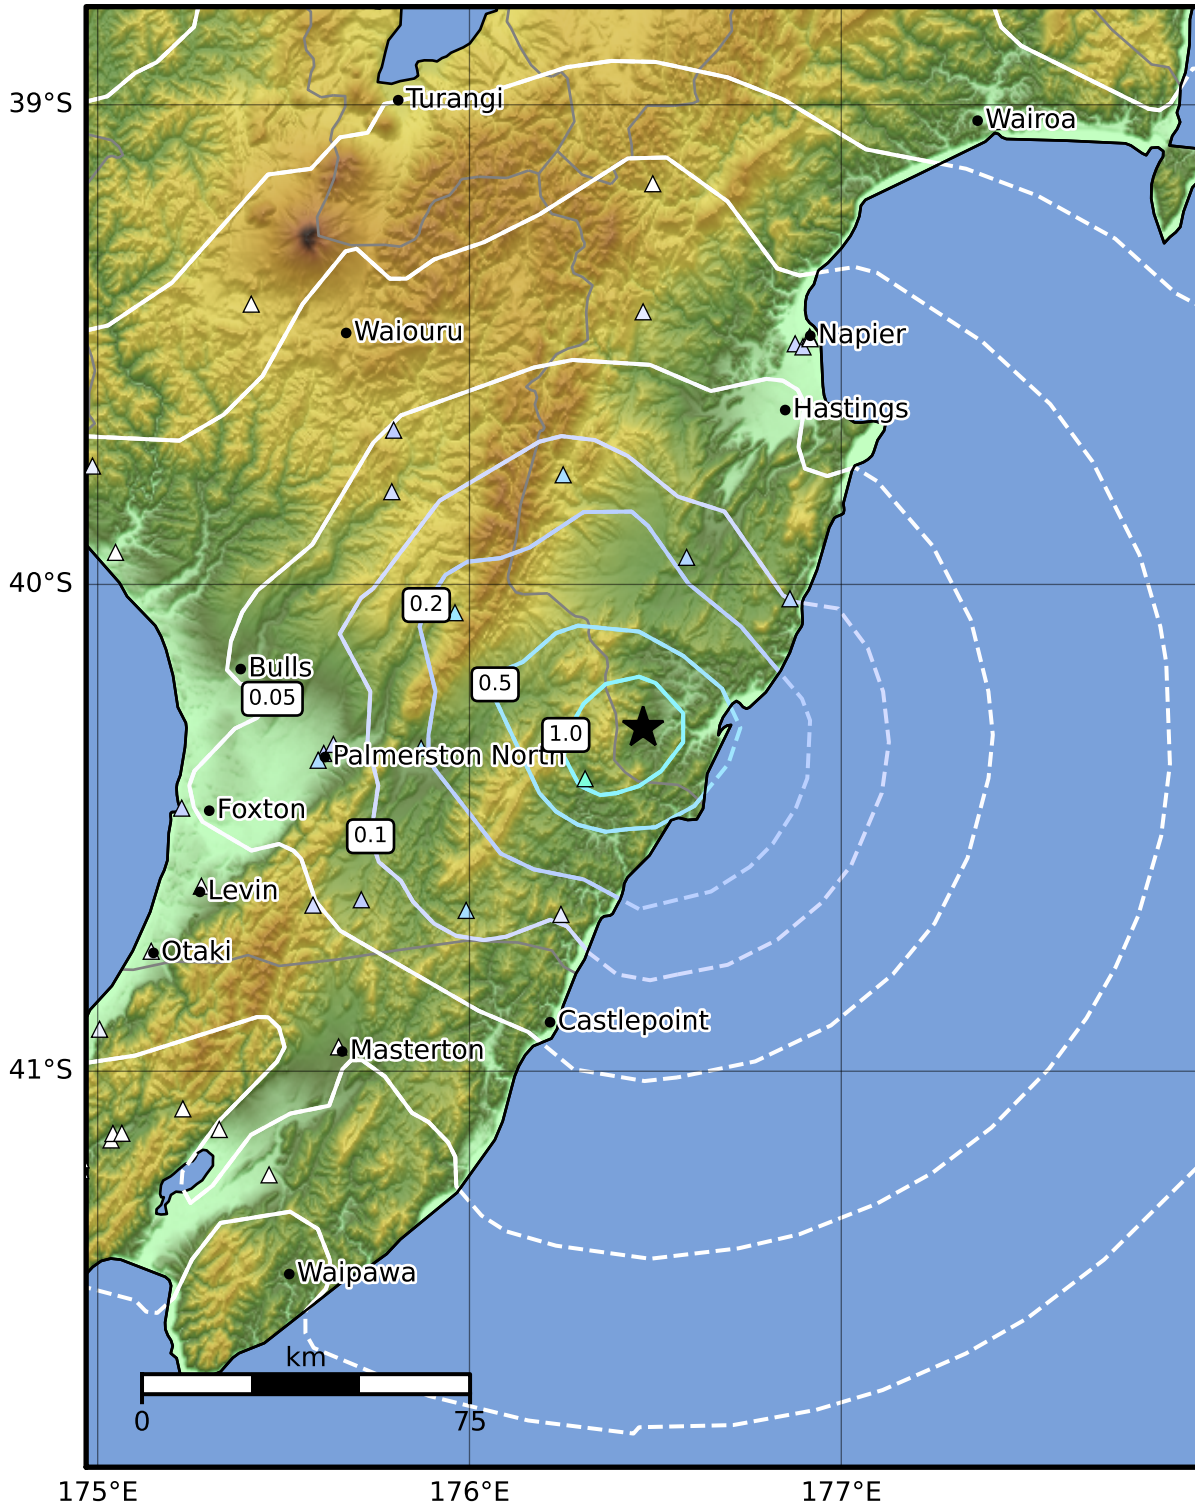 39°S
Turangi
Wairoa
Waiouru
Napier
Hastings
40°S
0.2
Bulls
0.05
0.5
1.0
Palmerston North
Foxton
0.1
Levin
Otaki
Castlepoint
Masterton
41°S
Waipawa
km
0 75
175°E 176°E 177°E